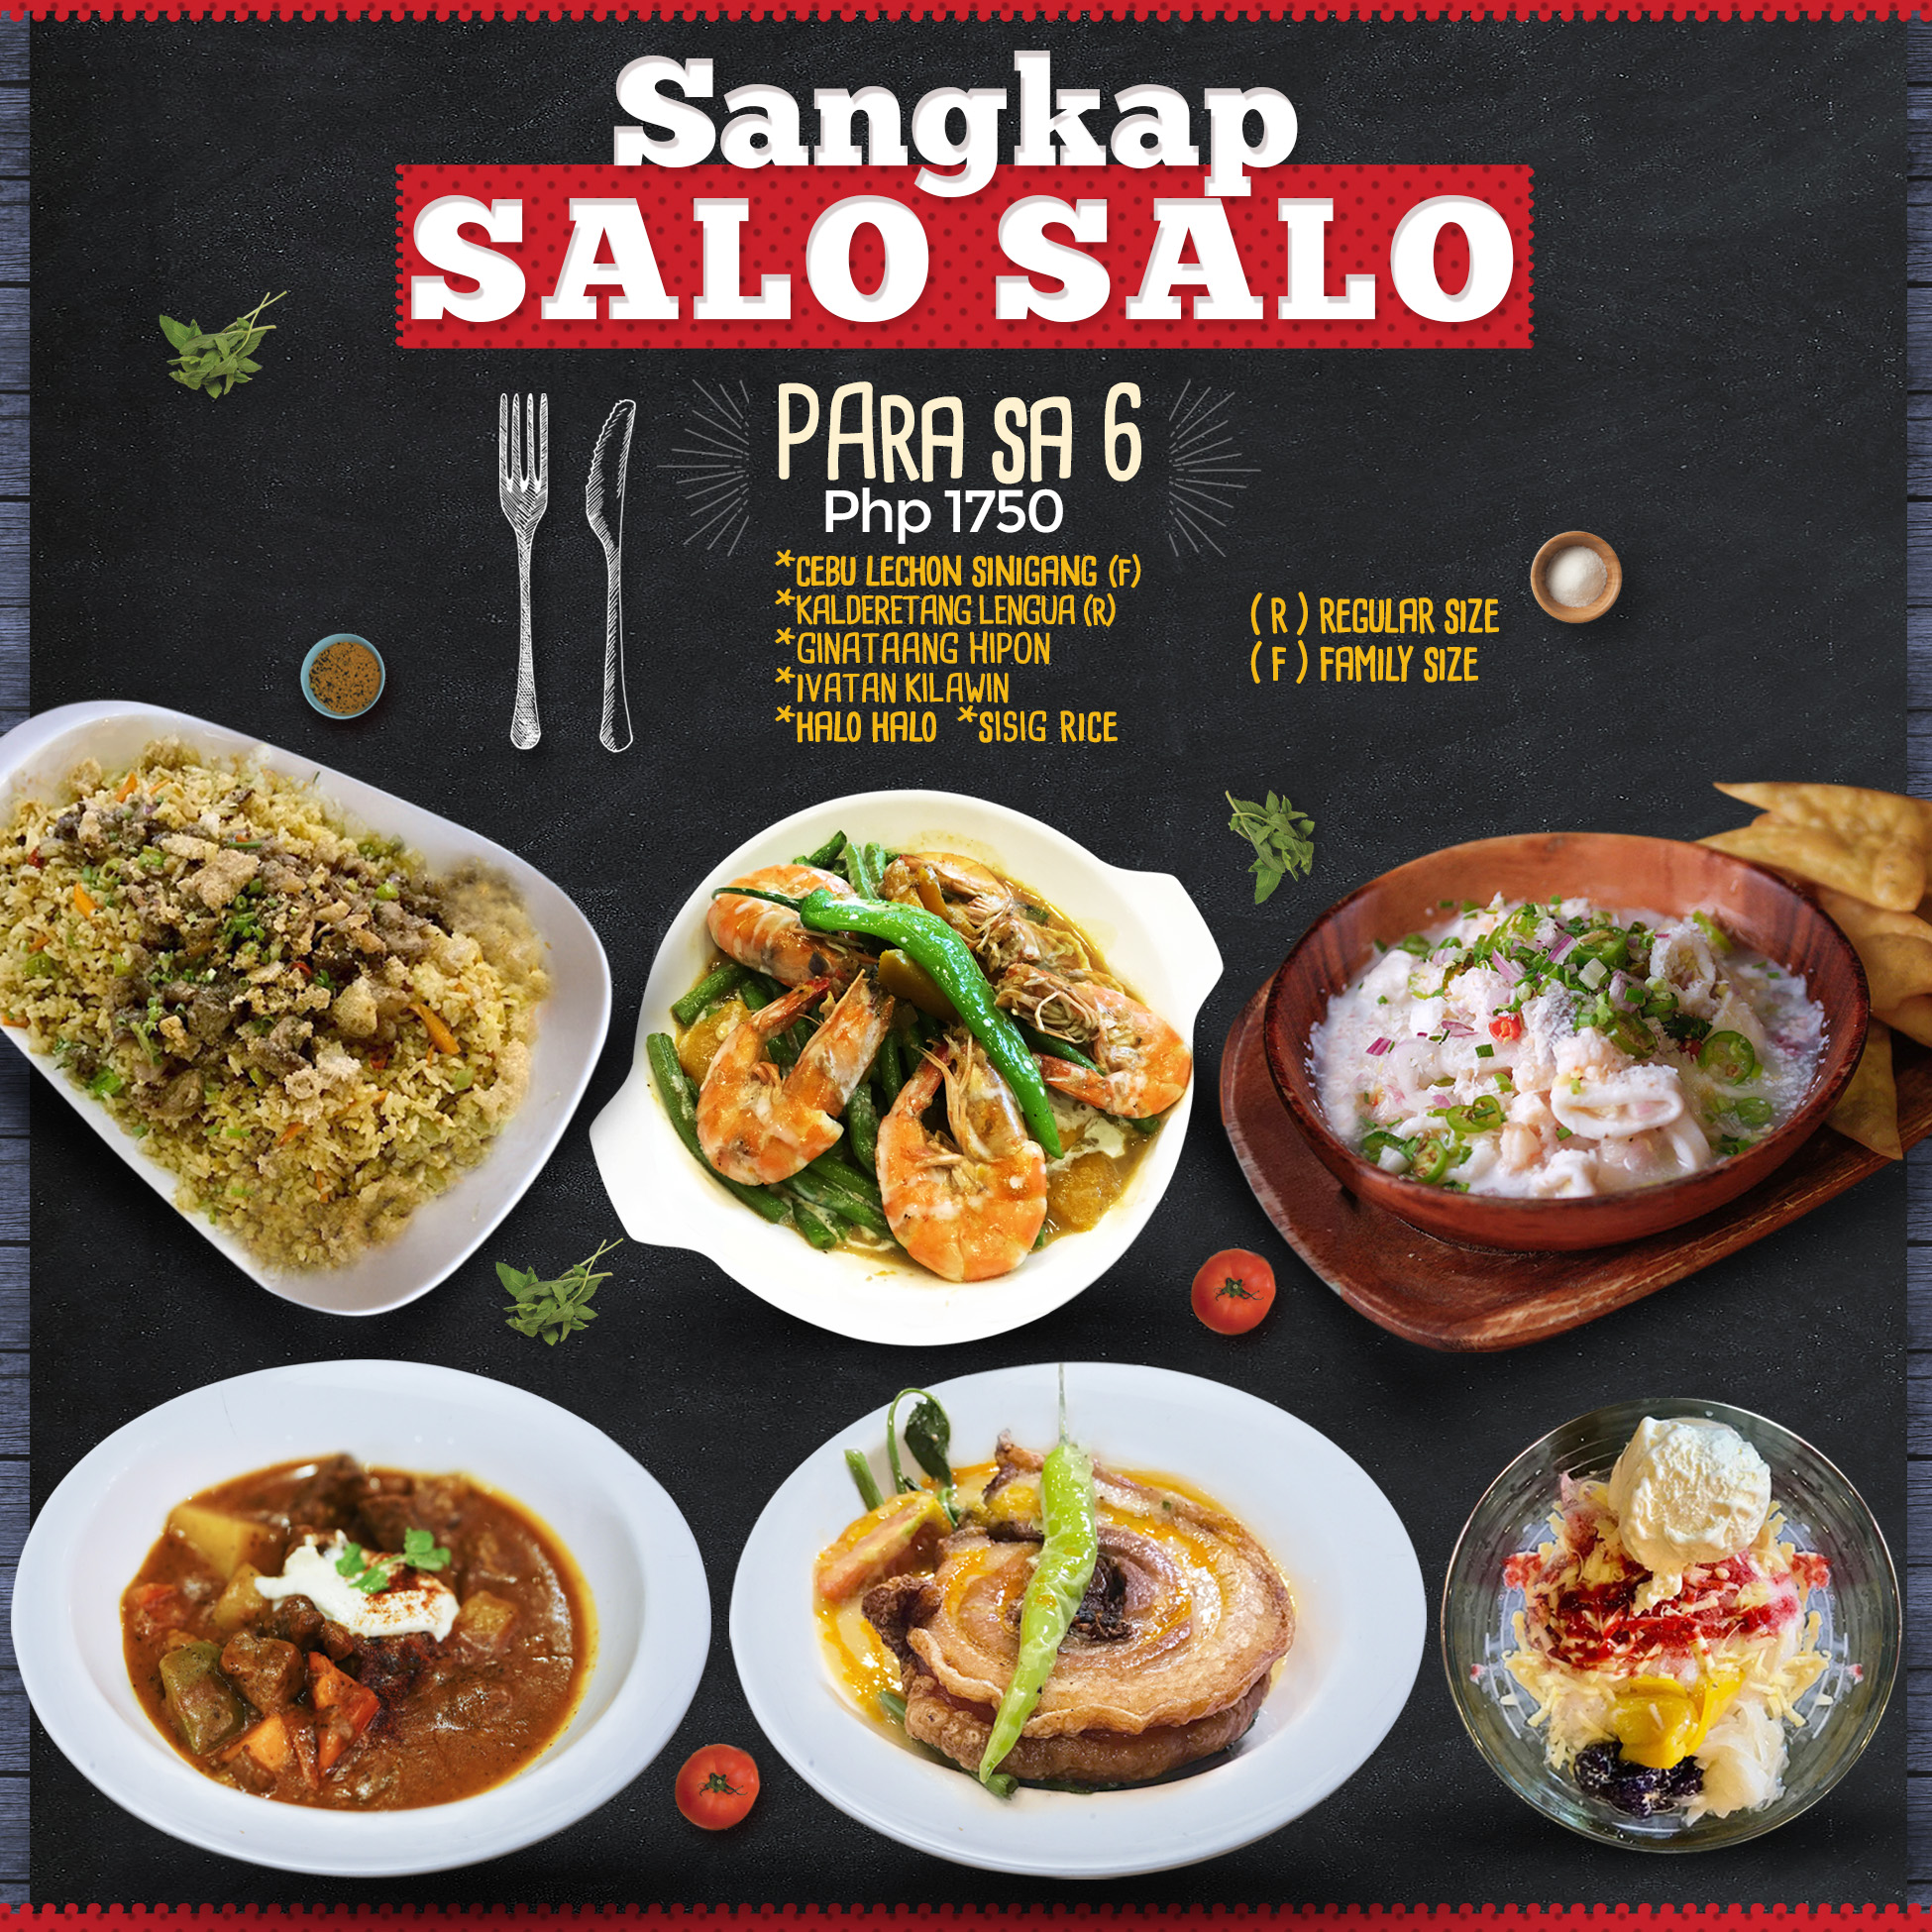 Sangkap
SALO SALO
PARA SA 6
Php 1750
*CEBU LECHON SINIGANG (F)
*KALDERETANG LENGUA (R)
*GINATAANG HIPON
*IVATAN KILAWIN
*HALO HALO *SISIG RICE
(R) REGULAR SIZE
(F) FAMILY SIZE